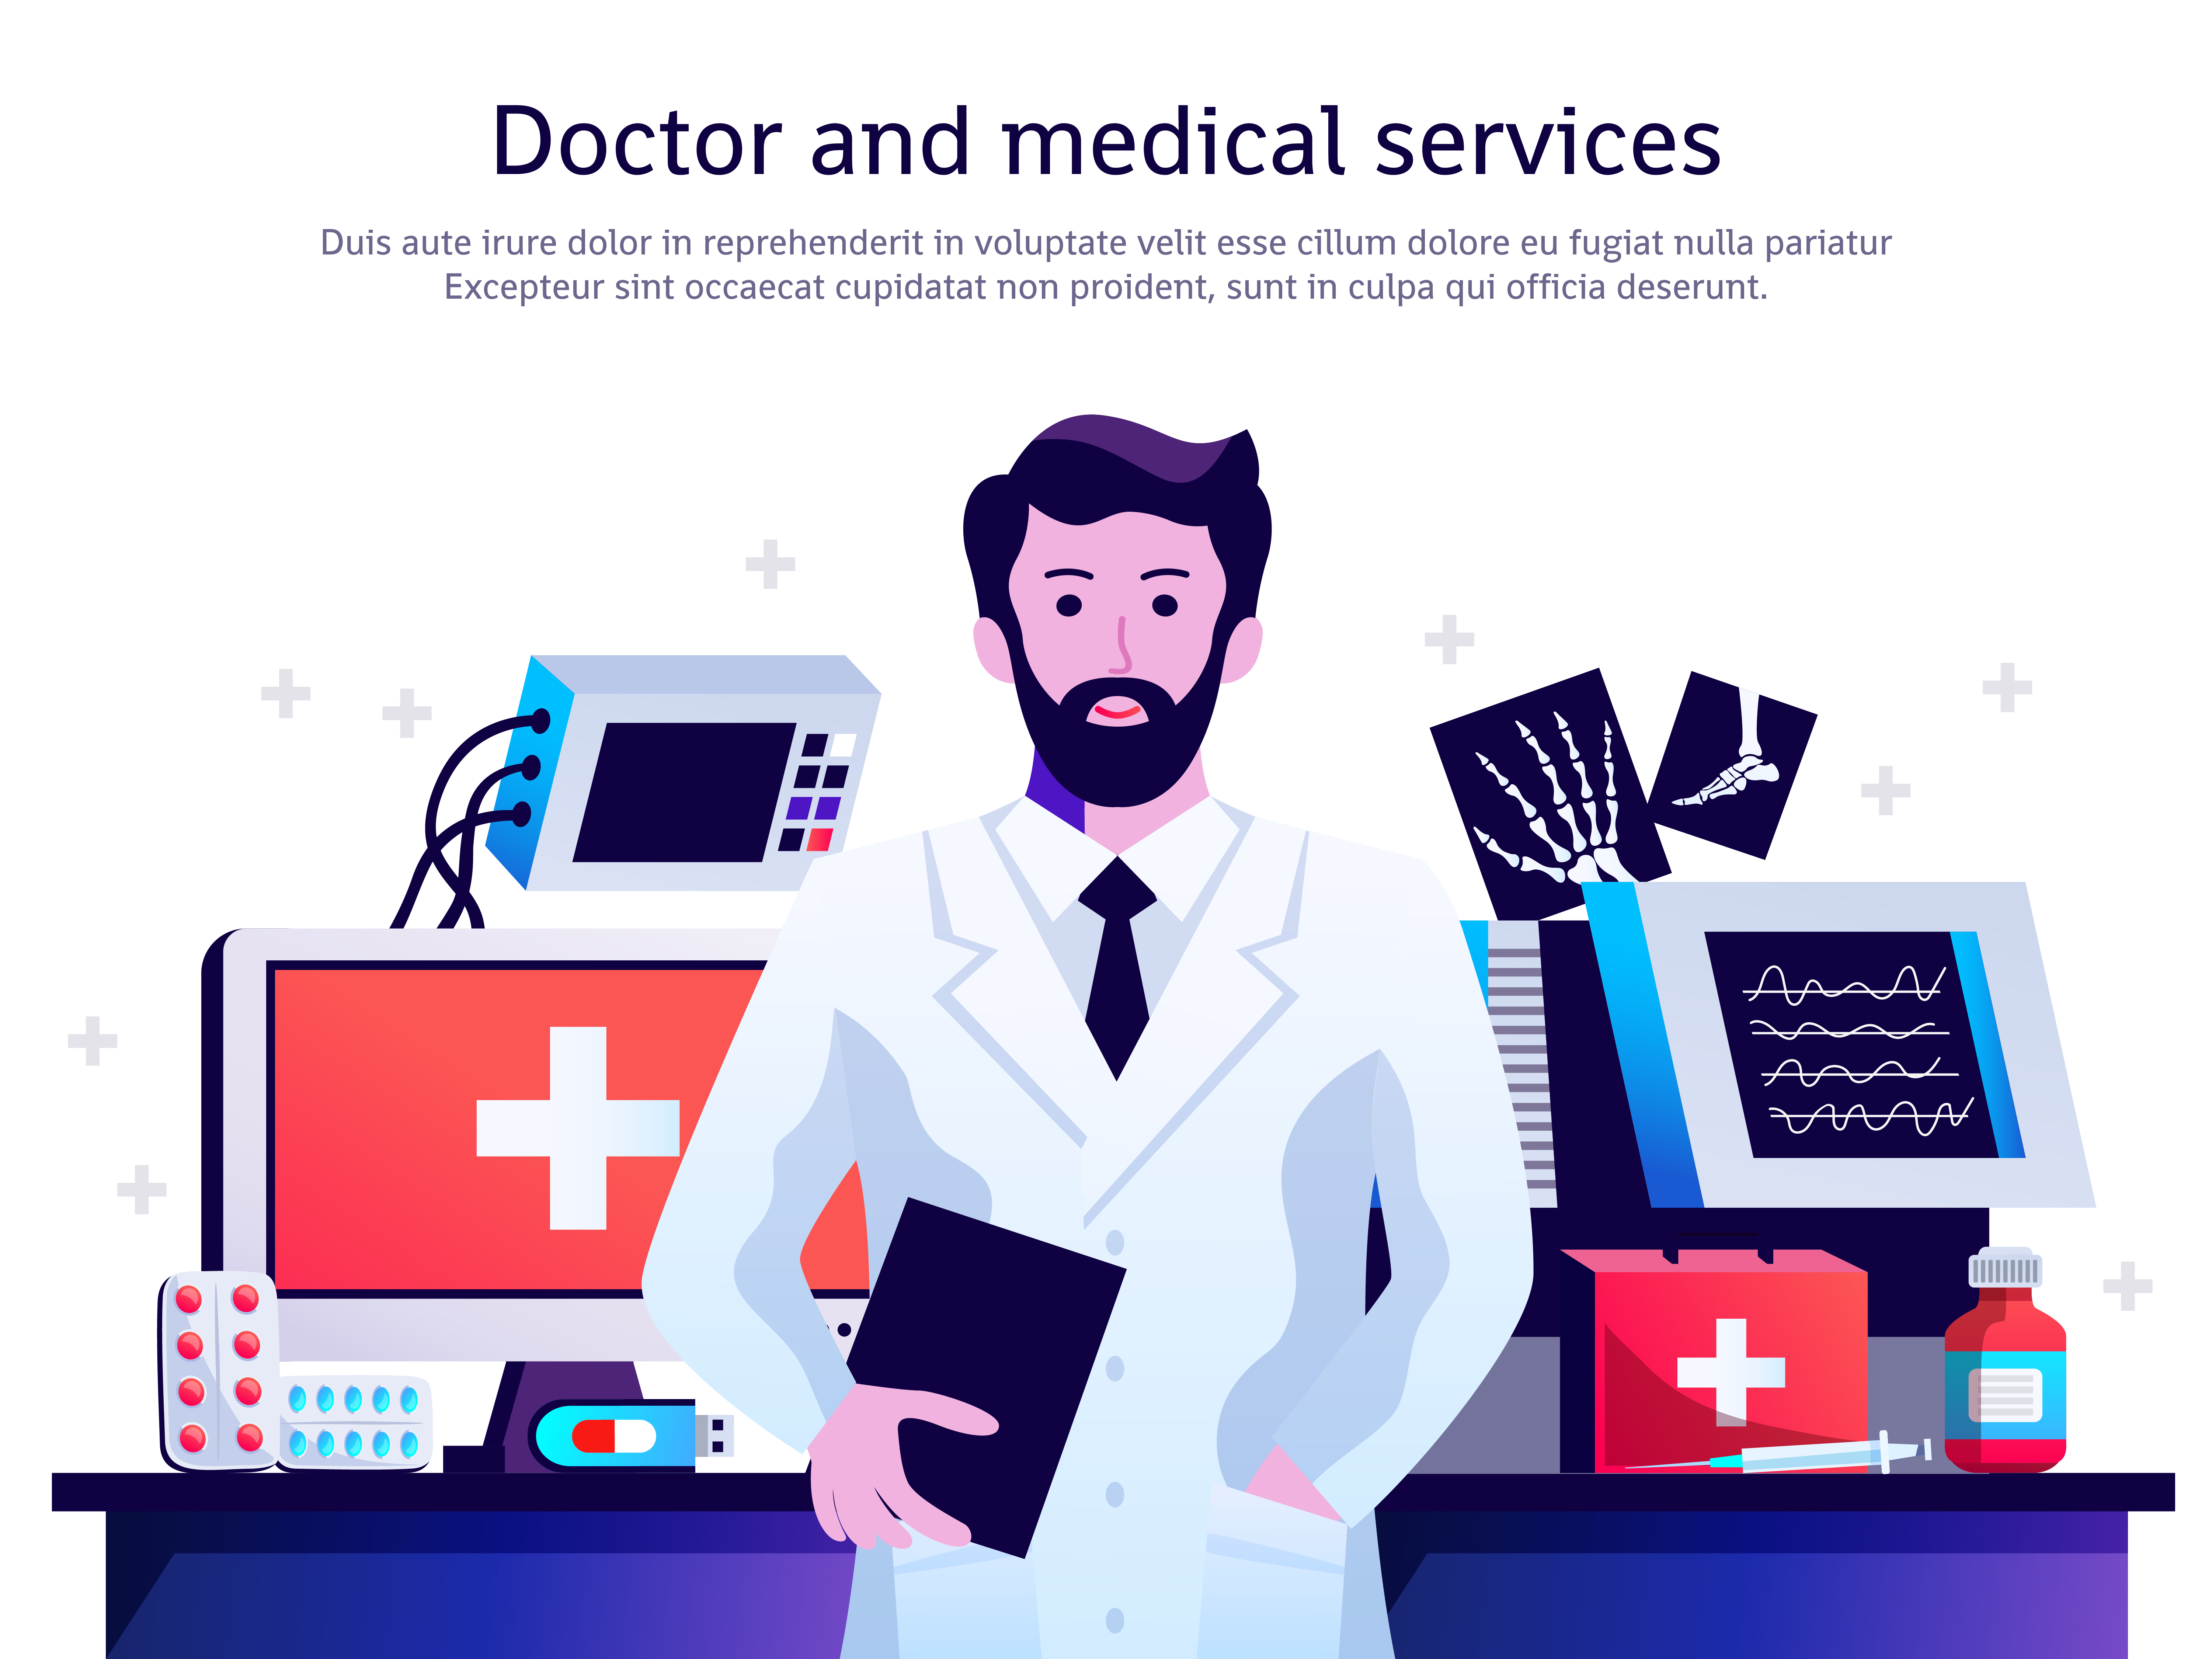 Doctor and medical services
Duis aute irure dolor in reprehenderit in voluptate velit esse cillum dolore eu fugiat nulla pariatur
Excepteur sint occaecat cupidatat non proident, sunt in culpa qui officia deserunt.